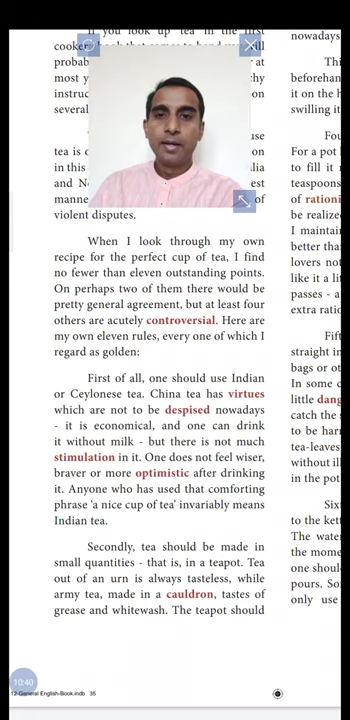 If you look up 'tea' in the first
cookery book that comes to hand
probab
most y
instruc
several
tea is
in this
and N
manne
violent disputes.
When I look through my own
recipe for the perfect cup of tea, I find
no fewer than eleven outstanding points.
On perhaps two of them there would be
pretty general agreement, but at least four
others are acutely controversial. Here are
my own eleven rules, every one of which I
regard as golden:
First of all, one should use Indian
or Ceylonese tea. China tea has virtues
which are not to be despised nowadays
- it is economical, and one can drink
it without milk - but there is not much
stimulation in it. One does not feel wiser,
braver or more optimistic after drinking
it. Anyone who has used that comforting
phrase ‘a nice cup of tea’ invariably means
Indian tea.
Secondly, tea should be made in
small quantities - that is, in a teapot. Tea
out of an urn is always tasteless, while
army tea, made in a cauldron, tastes of
grease and whitewash. The teapot should
nowadays
Thi
beforehan
it on the h
swilling it
Fou
For a pot
to fill it
teaspoons
of rationi
be realize
I maintai
better tha
lovers not
like it a lit
passes - a
extra ratio
Fift
straight in
bags or ot
In some c
little dang
catch the s
to be har
tea-leaves
without ill
in the pot
Sixt
to the kett
The water
the mome
one shoul
pours. So
only use
10:40
12-General English-Book.indb 35